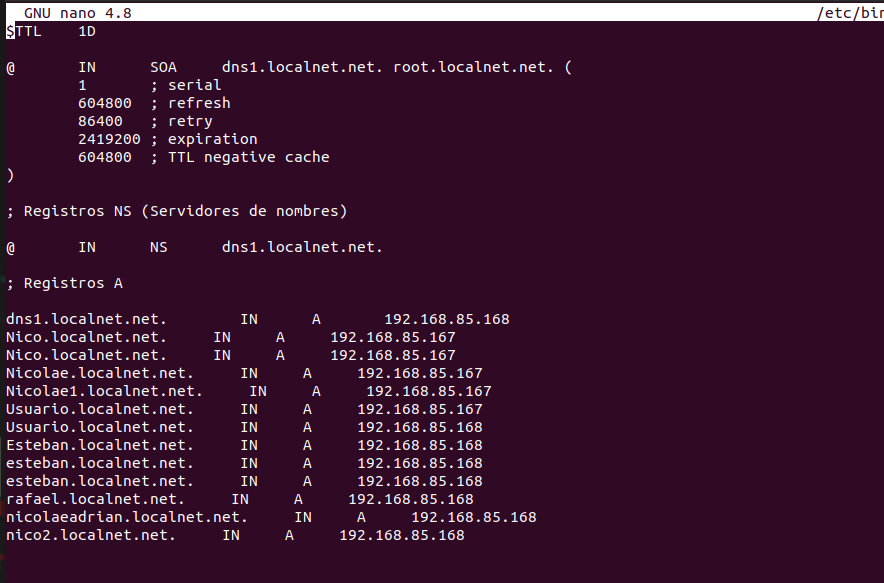 GNU nano 4.8 /etc/bin
$TTL 1D
@ IN SOA dns1.localnet.net. root.localnet.net. (
1 ; serial
604800 ; refresh
86400 ; retry
2419200 ; expiration
604800 ; TTL negative cache
)
; Registros NS (Servidores de nombres)
@ IN NS dns1.localnet.net.
; Registros A
dns1.localnet.net. IN A 192.168.85.168
Nico.localnet.net. IN A 192.168.85.167
Nico.localnet.net. IN A 192.168.85.167
Nicolae.localnet.net. IN A 192.168.85.167
Nicolae1.localnet.net. IN A 192.168.85.167
Usuario.localnet.net. IN A 192.168.85.167
Usuario.localnet.net. IN A 192.168.85.168
Esteban.localnet.net. IN A 192.168.85.168
esteban.localnet.net. IN A 192.168.85.168
esteban.localnet.net. IN A 192.168.85.168
rafael.localnet.net. IN A 192.168.85.168
nicolaeadrian.localnet.net. IN A 192.168.85.168
nico2.localnet.net. IN A 192.168.85.168